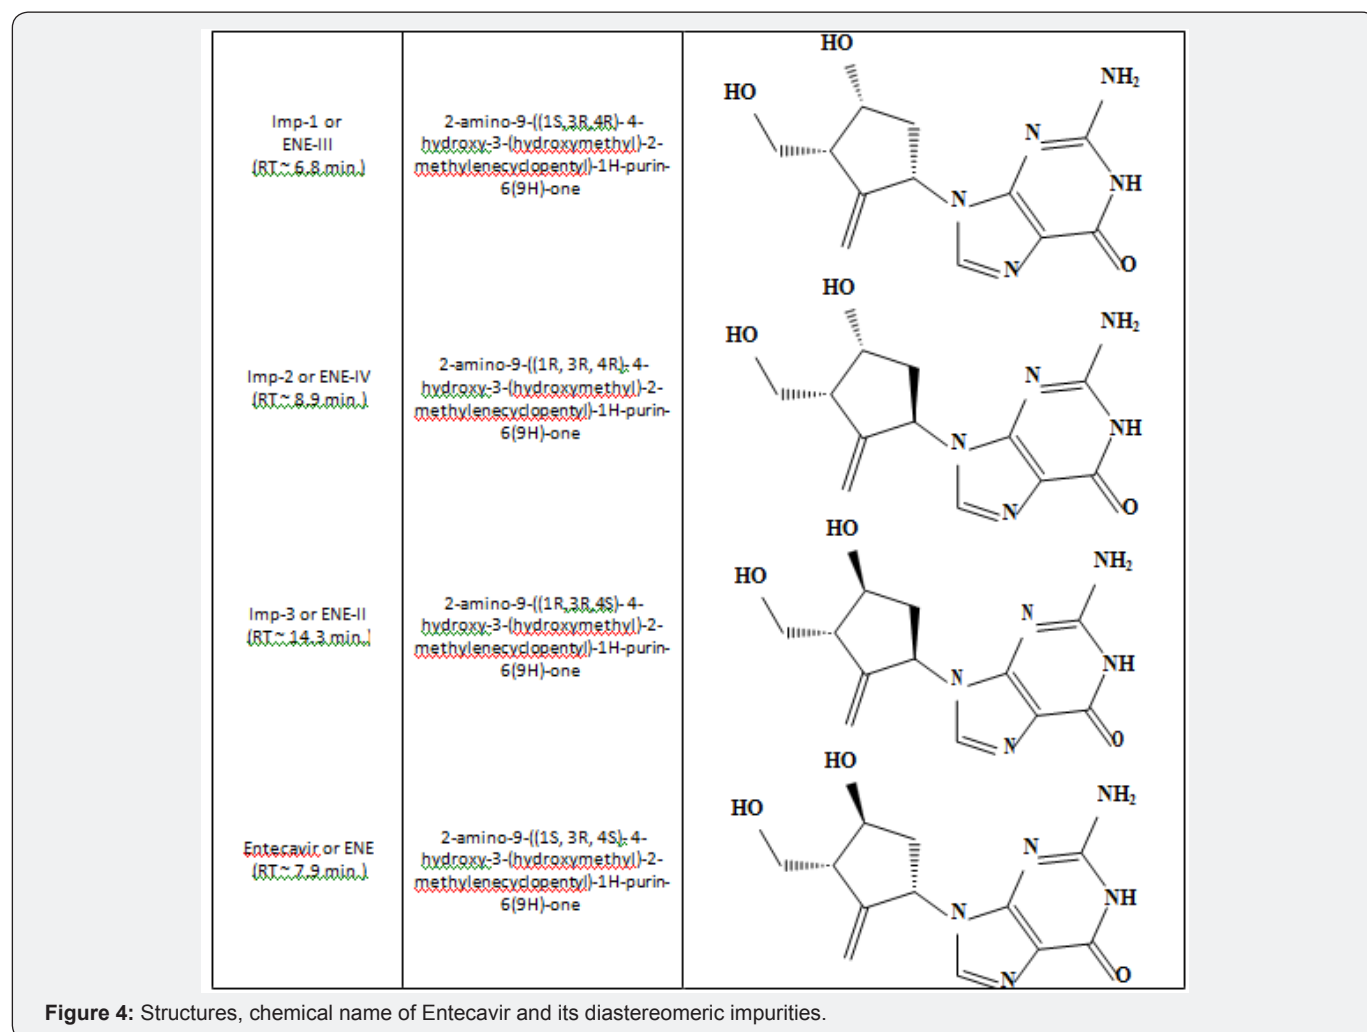 Imp-1 or
ENE-III
(RT~ 6.8 min.)
2-amino-9-((1S,3R,4R)-4-
hydroxy-3-(hydroxymethyl)-2-
methylenecyclopentyl)-1H-purin-
6(9H)-one
HO
HO
NH2
N
NH
N
N
O
Imp-2 or ENE-IV
(RT~ 8.9 min.)
2-amino-9-((1R, 3R, 4R)-4-
hydroxy-3-(hydroxymethyl)-2-
methylenecyclopentyl)-1H-purin-
6(9H)-one
HO
HO
NH2
N
NH
N
N
O
Imp-3 or ENE-II
(RT~ 14.3 min.)
2-amino-9-((1R,3R,4S)-4-
hydroxy-3-(hydroxymethyl)-2-
methylenecyclopentyl)-1H-purin-
6(9H)-one
HO
HO
NH2
N
NH
N
N
O
Entecavir or ENE
(RT~ 7.9 min.)
2-amino-9-((1S, 3R, 4S)-4-
hydroxy-3-(hydroxymethyl)-2-
methylenecyclopentyl)-1H-purin-
6(9H)-one
HO
HO
NH2
N
NH
N
N
O
Figure 4: Structures, chemical name of Entecavir and its diastereomeric impurities.